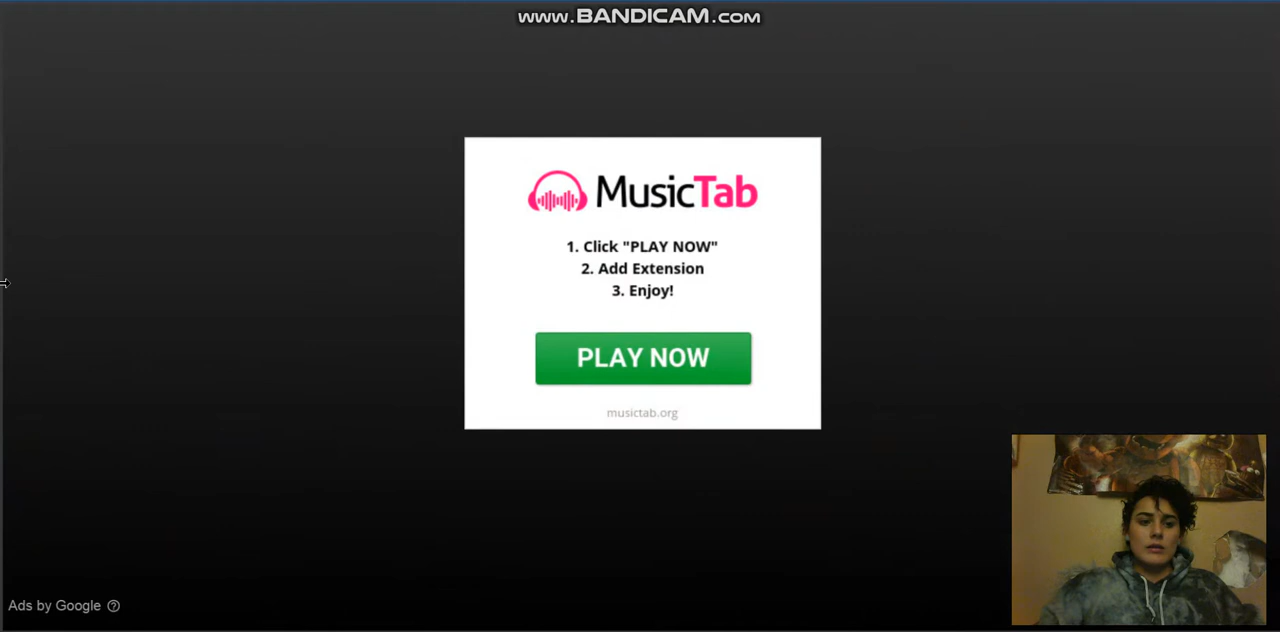 www.BANDICAM.com
MusicTab
1. Click "PLAY NOW"
2. Add Extension
3. Enjoy!
PLAY NOW
musictab.org
Ads by Google